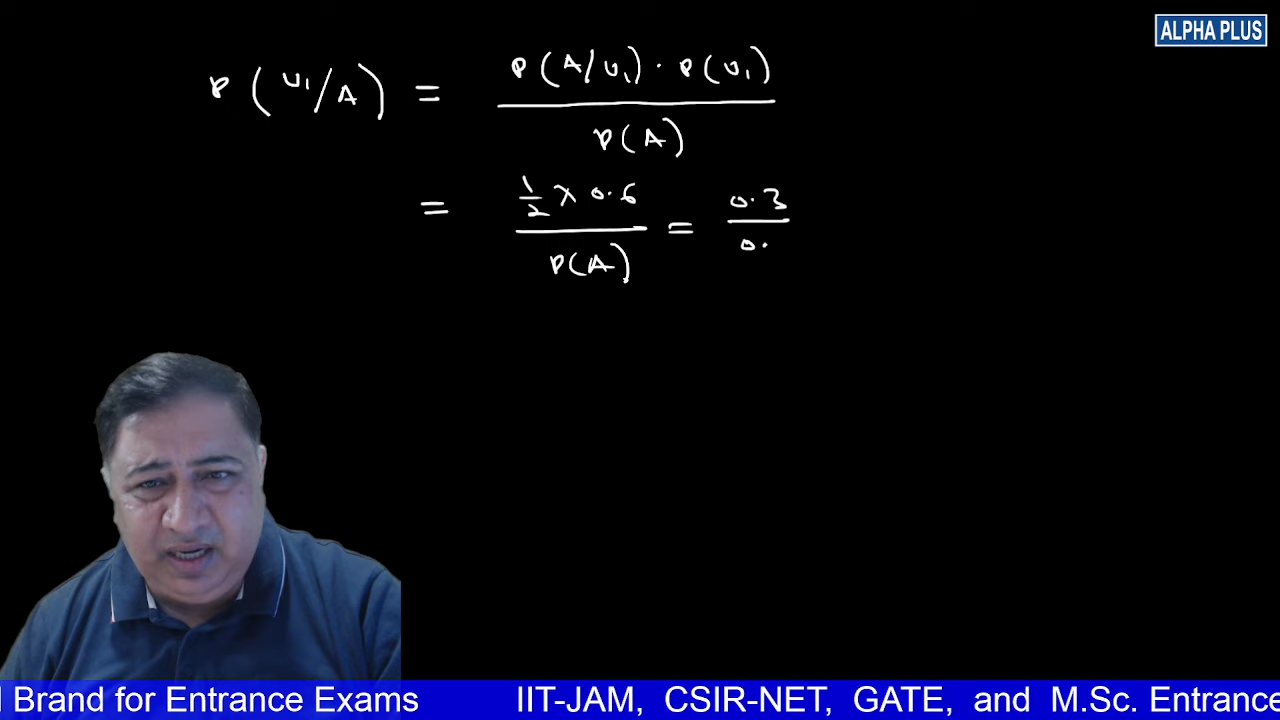 ALPHA PLUS
P(U1/A) = P(A/U1) · P(U1)
P(A)
= 1/2 × 0.6 = 0.3
P(A) 0.
l Brand for Entrance Exams IIT-JAM, CSIR-NET, GATE, and M.Sc. Entrance